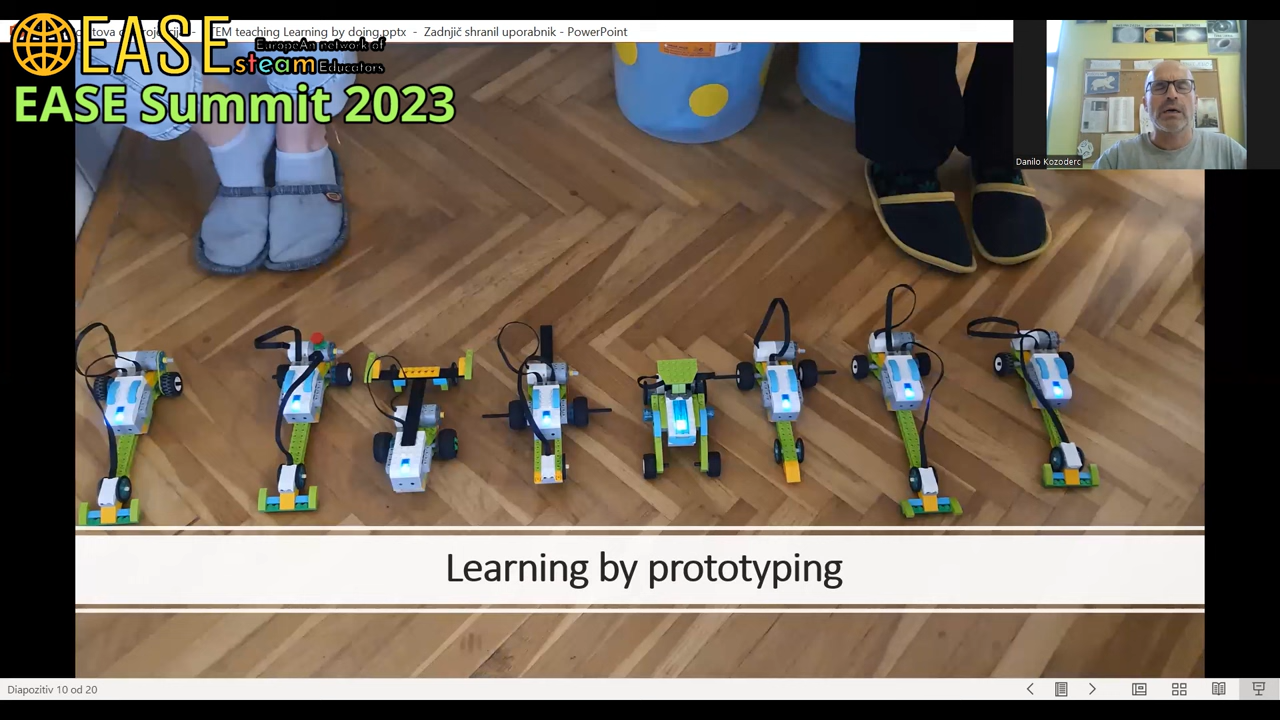 EASE
EuropeAn network of
steam Educators
EASE Summit 2023
TEM teaching Learning by doing.pptx - Zadnjič shranil uporabnik - PowerPoint
Danilo Kozoderc
Learning by prototyping
Diapozitiv 10 od 20